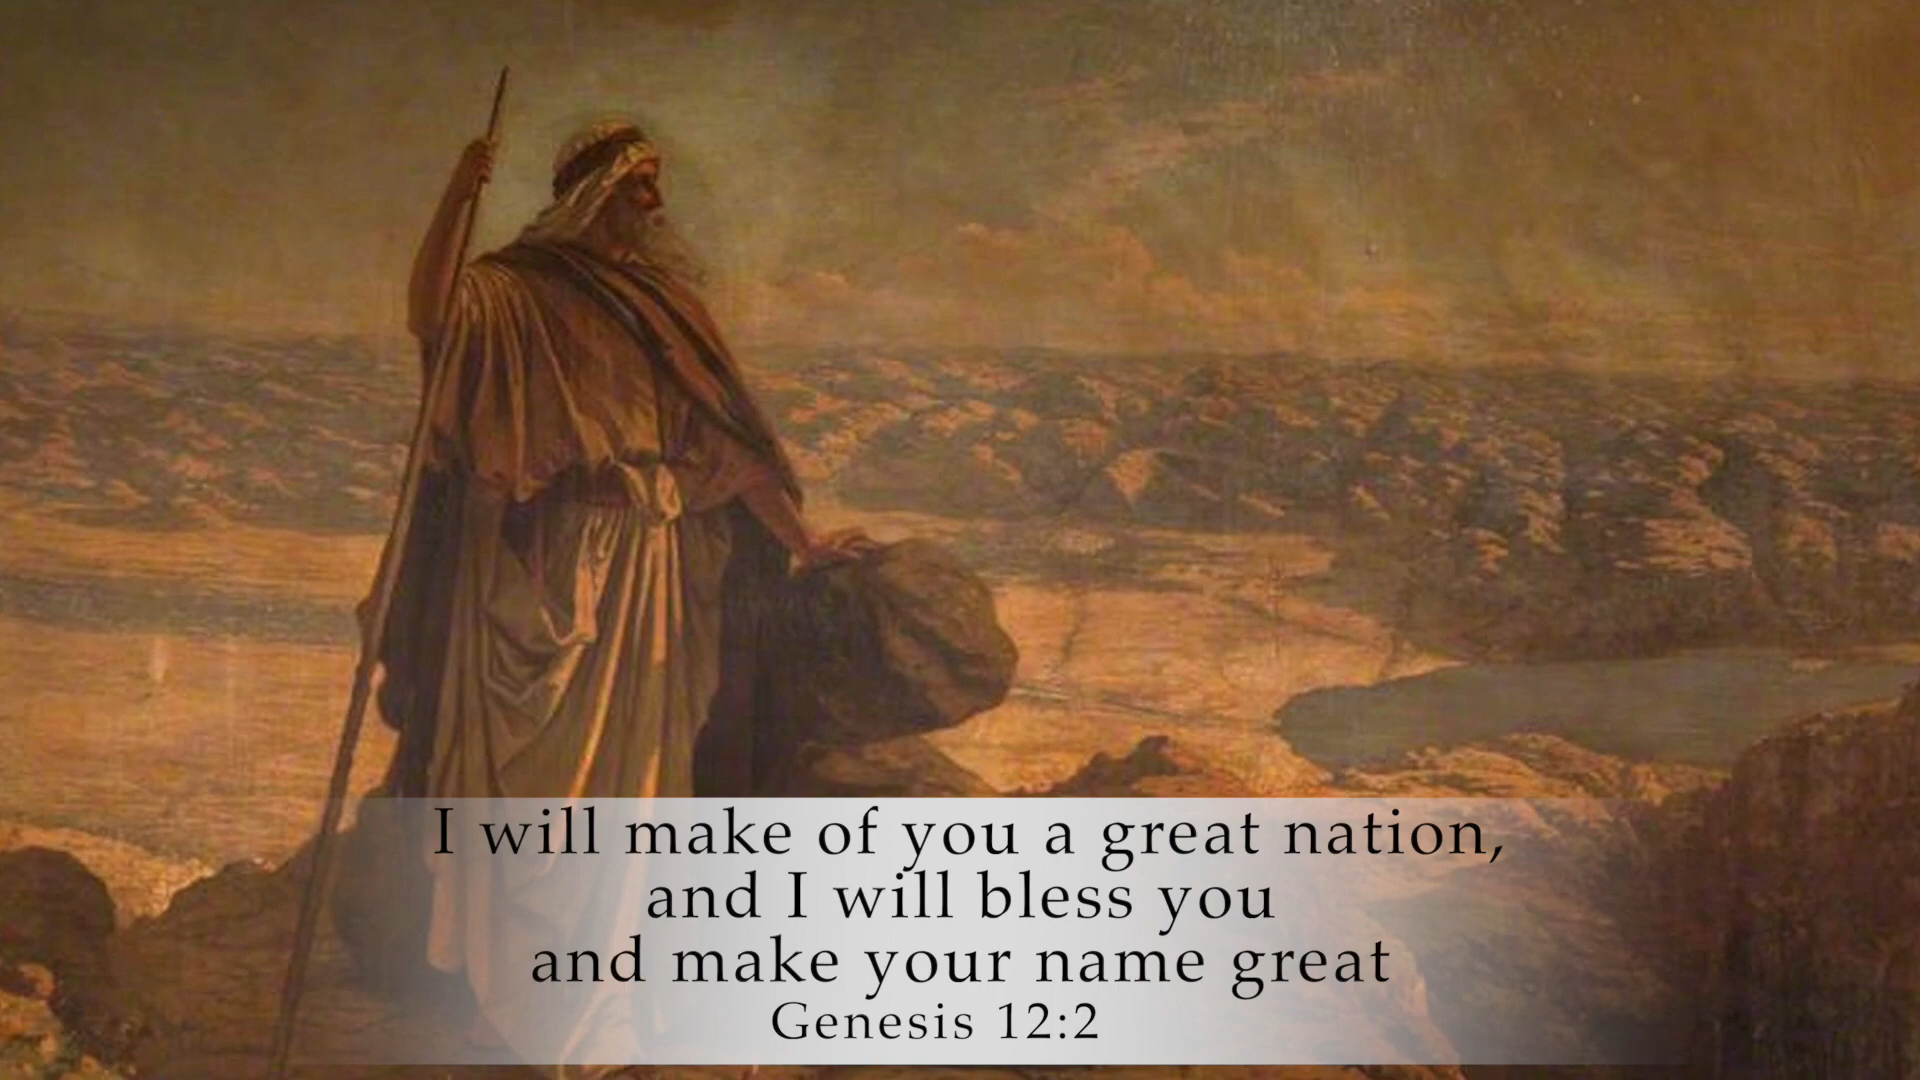 I will make of you a great nation,
and I will bless you
and make your name great
Genesis 12:2